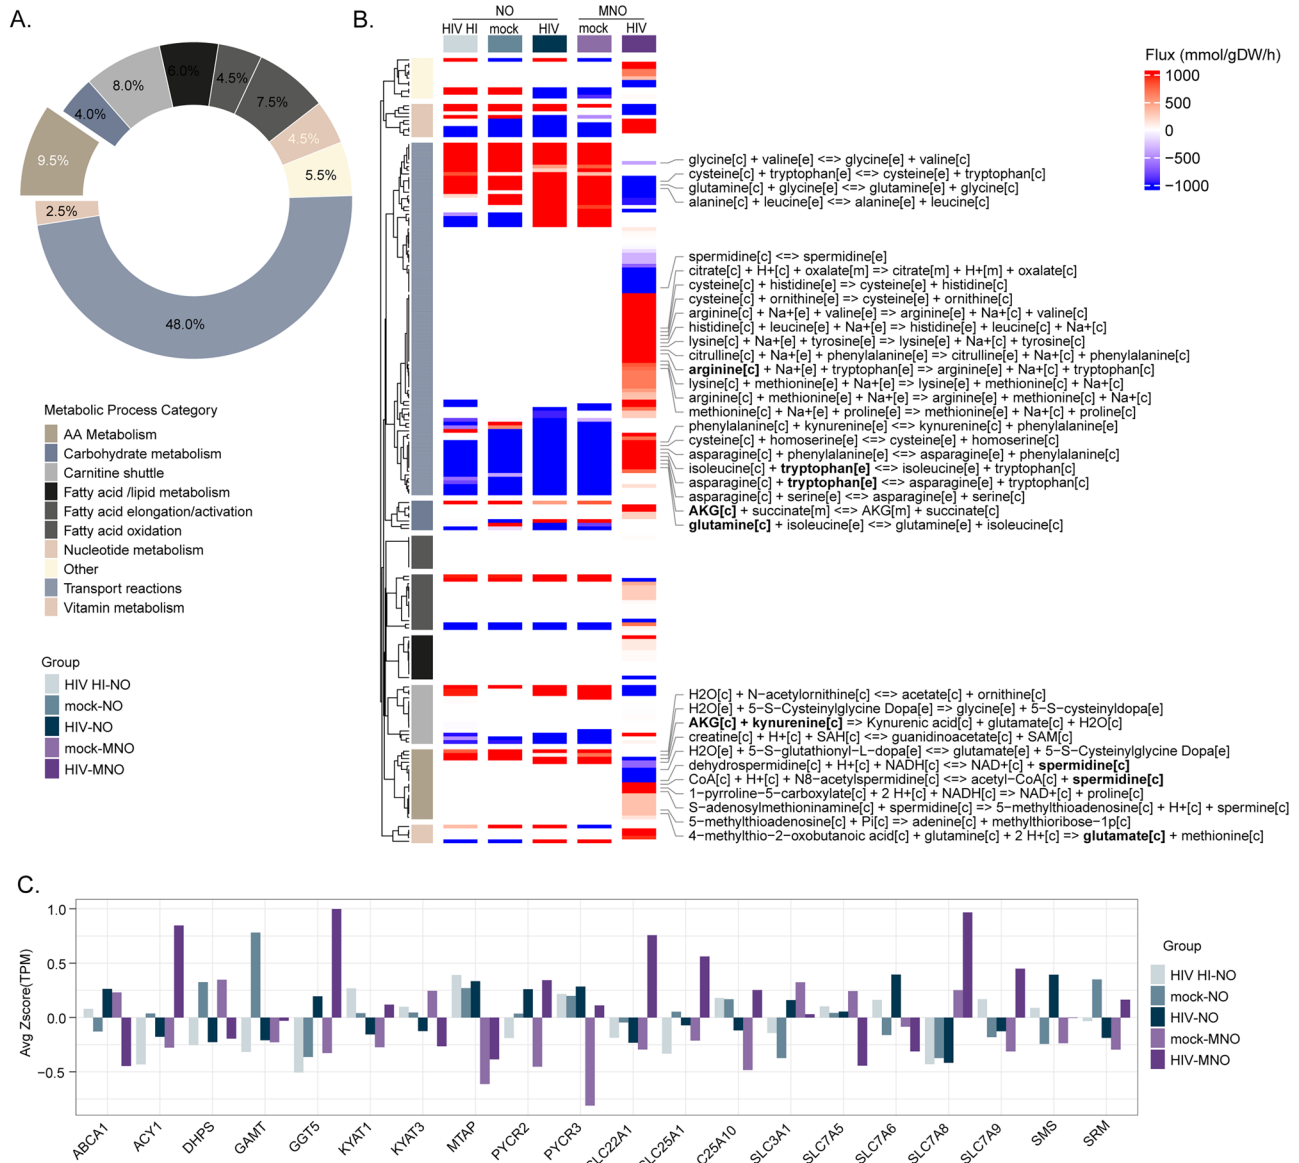 A.
6.0%
4.5%
8.0%
7.5%
4.0%
4.5%
9.5%
5.5%
2.5%
48.0%
Metabolic Process Category
AA Metabolism
Carbohydrate metabolism
Carnitine shuttle
Fatty acid /lipid metabolism
Fatty acid elongation/activation
Fatty acid oxidation
Nucleotide metabolism
Other
Transport reactions
Vitamin metabolism
Group
HIV HI-NO
mock-NO
HIV-NO
mock-MNO
HIV-MNO
B.
NO MNO
HIV HI mock HIV mock HIV
Flux (mmol/gDW/h)
1000
500
0
−500
−1000
glycine[c] + valine[e] <=> glycine[e] + valine[c]
cysteine[c] + tryptophan[e] <=> cysteine[e] + tryptophan[c]
glutamine[c] + glycine[e] <=> glutamine[e] + glycine[c]
alanine[c] + leucine[e] <=> alanine[e] + leucine[c]
spermidine[c] <=> spermidine[e]
citrate[c] + H+[c] + oxalate[m] => citrate[m] + H+[m] + oxalate[c]
cysteine[c] + histidine[e] => cysteine[e] + histidine[c]
cysteine[c] + ornithine[e] => cysteine[e] + ornithine[c]
arginine[c] + Na+[e] + valine[e] => arginine[e] + Na+[c] + valine[c]
histidine[c] + leucine[e] + Na+[e] => histidine[e] + leucine[c] + Na+[c]
lysine[c] + Na+[e] + tyrosine[e] => lysine[e] + Na+[c] + tyrosine[c]
citrulline[c] + Na+[e] + phenylalanine[e] => citrulline[e] + Na+[c] + phenylalanine[c]
arginine[c] + Na+[e] + tryptophan[e] => arginine[e] + Na+[c] + tryptophan[c]
lysine[c] + methionine[e] + Na+[e] => lysine[e] + methionine[c] + Na+[c]
arginine[c] + methionine[e] + Na+[e] => arginine[e] + methionine[c] + Na+[c]
methionine[c] + Na+[e] + proline[e] => methionine[e] + Na+[c] + proline[c]
phenylalanine[c] + kynurenine[e] <=> kynurenine[c] + phenylalanine[e]
cysteine[c] + homoserine[e] <=> cysteine[e] + homoserine[c]
asparagine[c] + phenylalanine[e] <=> asparagine[e] + phenylalanine[c]
isoleucine[c] + tryptophan[e] <=> isoleucine[e] + tryptophan[c]
asparagine[c] + tryptophan[e] <=> asparagine[e] + tryptophan[c]
asparagine[c] + serine[e] <=> asparagine[e] + serine[c]
AKG[c] + succinate[m] <=> AKG[m] + succinate[c]
glutamine[c] + isoleucine[e] <=> glutamine[e] + isoleucine[c]
H2O[c] + N−acetylornithine[c] <=> acetate[c] + ornithine[c]
H2O[e] + 5−S−Cysteinylglycine Dopa[e] => glycine[e] + 5−S−cysteinyldopa[e]
AKG[c] + kynurenine[c] => Kynurenic acid[c] + glutamate[c] + H2O[c]
creatine[c] + H+[c] + SAH[c] <=> guanidinoacetate[c] + SAM[c]
H2O[e] + 5−S−glutathionyl−L−dopa[e] <=> glutamate[e] + 5−S−Cysteinylglycine Dopa[e]
dehydrospermidine[c] + H+[c] + NADH[c] <=> NAD+[c] + spermidine[c]
CoA[c] + H+[c] + N8−acetylspermidine[c] <=> acetyl−CoA[c] + spermidine[c]
1−pyrroline−5−carboxylate[c] + 2 H+[c] + NADH[c] => NAD+[c] + proline[c]
S−adenosylmethioninamine[c] + spermidine[c] => 5−methylthioadenosine[c] + H+[c] + spermine[c]
5−methylthioadenosine[c] + Pi[c] => adenine[c] + methylthioribose−1p[c]
4−methylthio−2−oxobutanoic acid[c] + glutamine[c] + 2 H+[c] => glutamate[c] + methionine[c]
C.
Avg Zscore(TPM)
1.0
0.5
0.0
−0.5
ABCA1
ACY1
DHPS
GAMT
GGT5
KYAT1
KYAT3
MTAP
PYCR2
PYCR3
SLC22A1
SLC25A1
C25A10
SLC3A1
SLC7A5
SLC7A6
SLC7A8
SLC7A9
SMS
SRM
Group
HIV HI-NO
mock-NO
HIV-NO
mock-MNO
HIV-MNO